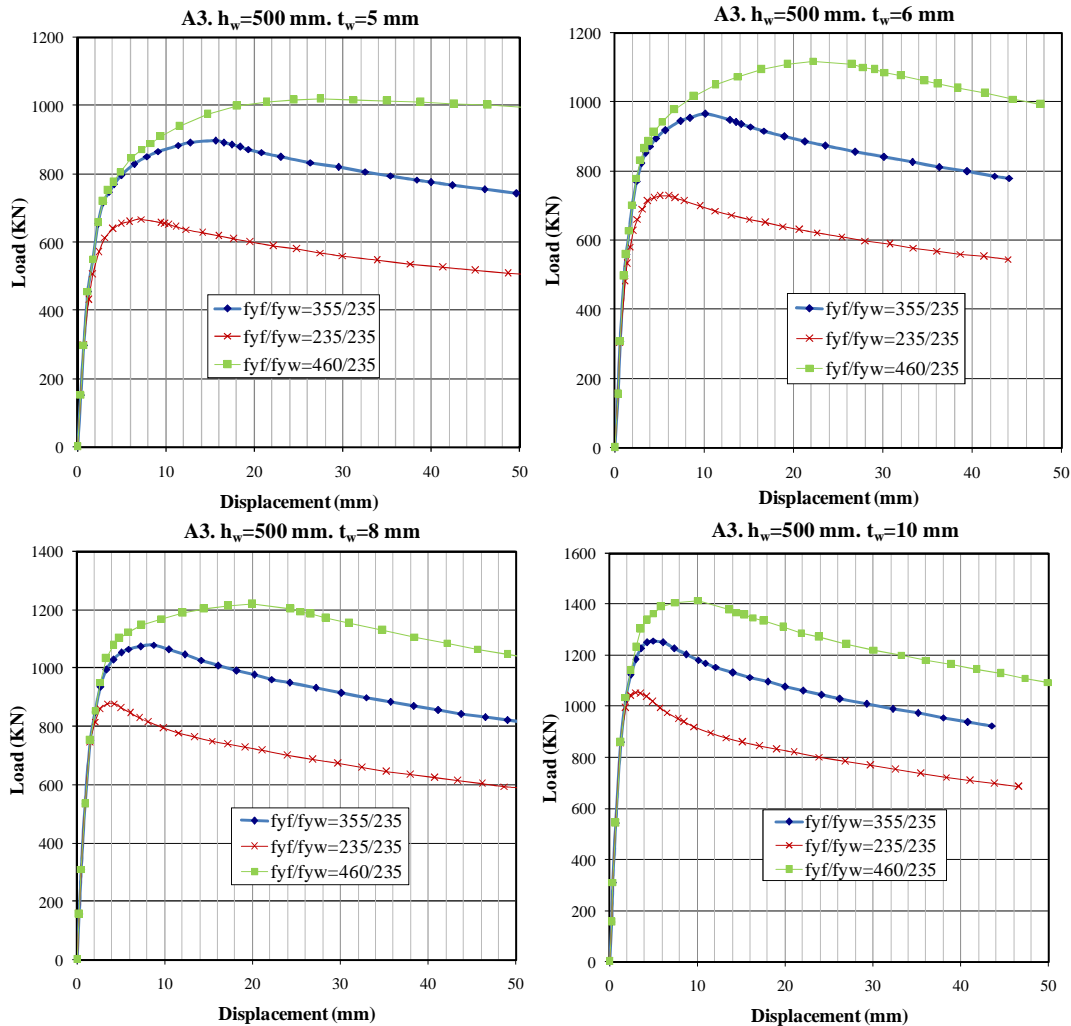 A3. hw=500 mm. tw=5 mm
1200
1000
800
600
400
200
0
Load (KN)
fyf/fyw=355/235
fyf/fyw=235/235
fyf/fyw=460/235
0 10 20 30 40 50
Displacement (mm)
A3. hw=500 mm. tw=6 mm
1200
1000
800
600
400
200
0
Load (KN)
fyf/fyw=355/235
fyf/fyw=235/235
fyf/fyw=460/235
0 10 20 30 40 50
Displacement (mm)
A3. hw=500 mm. tw=8 mm
1400
1200
1000
800
600
400
200
0
Load (KN)
fyf/fyw=355/235
fyf/fyw=235/235
fyf/fyw=460/235
0 10 20 30 40 50
Displacement (mm)
A3. hw=500 mm. tw=10 mm
1600
1400
1200
1000
800
600
400
200
0
Load (KN)
fyf/fyw=355/235
fyf/fyw=235/235
fyf/fyw=460/235
0 10 20 30 40 50
Displacement (mm)